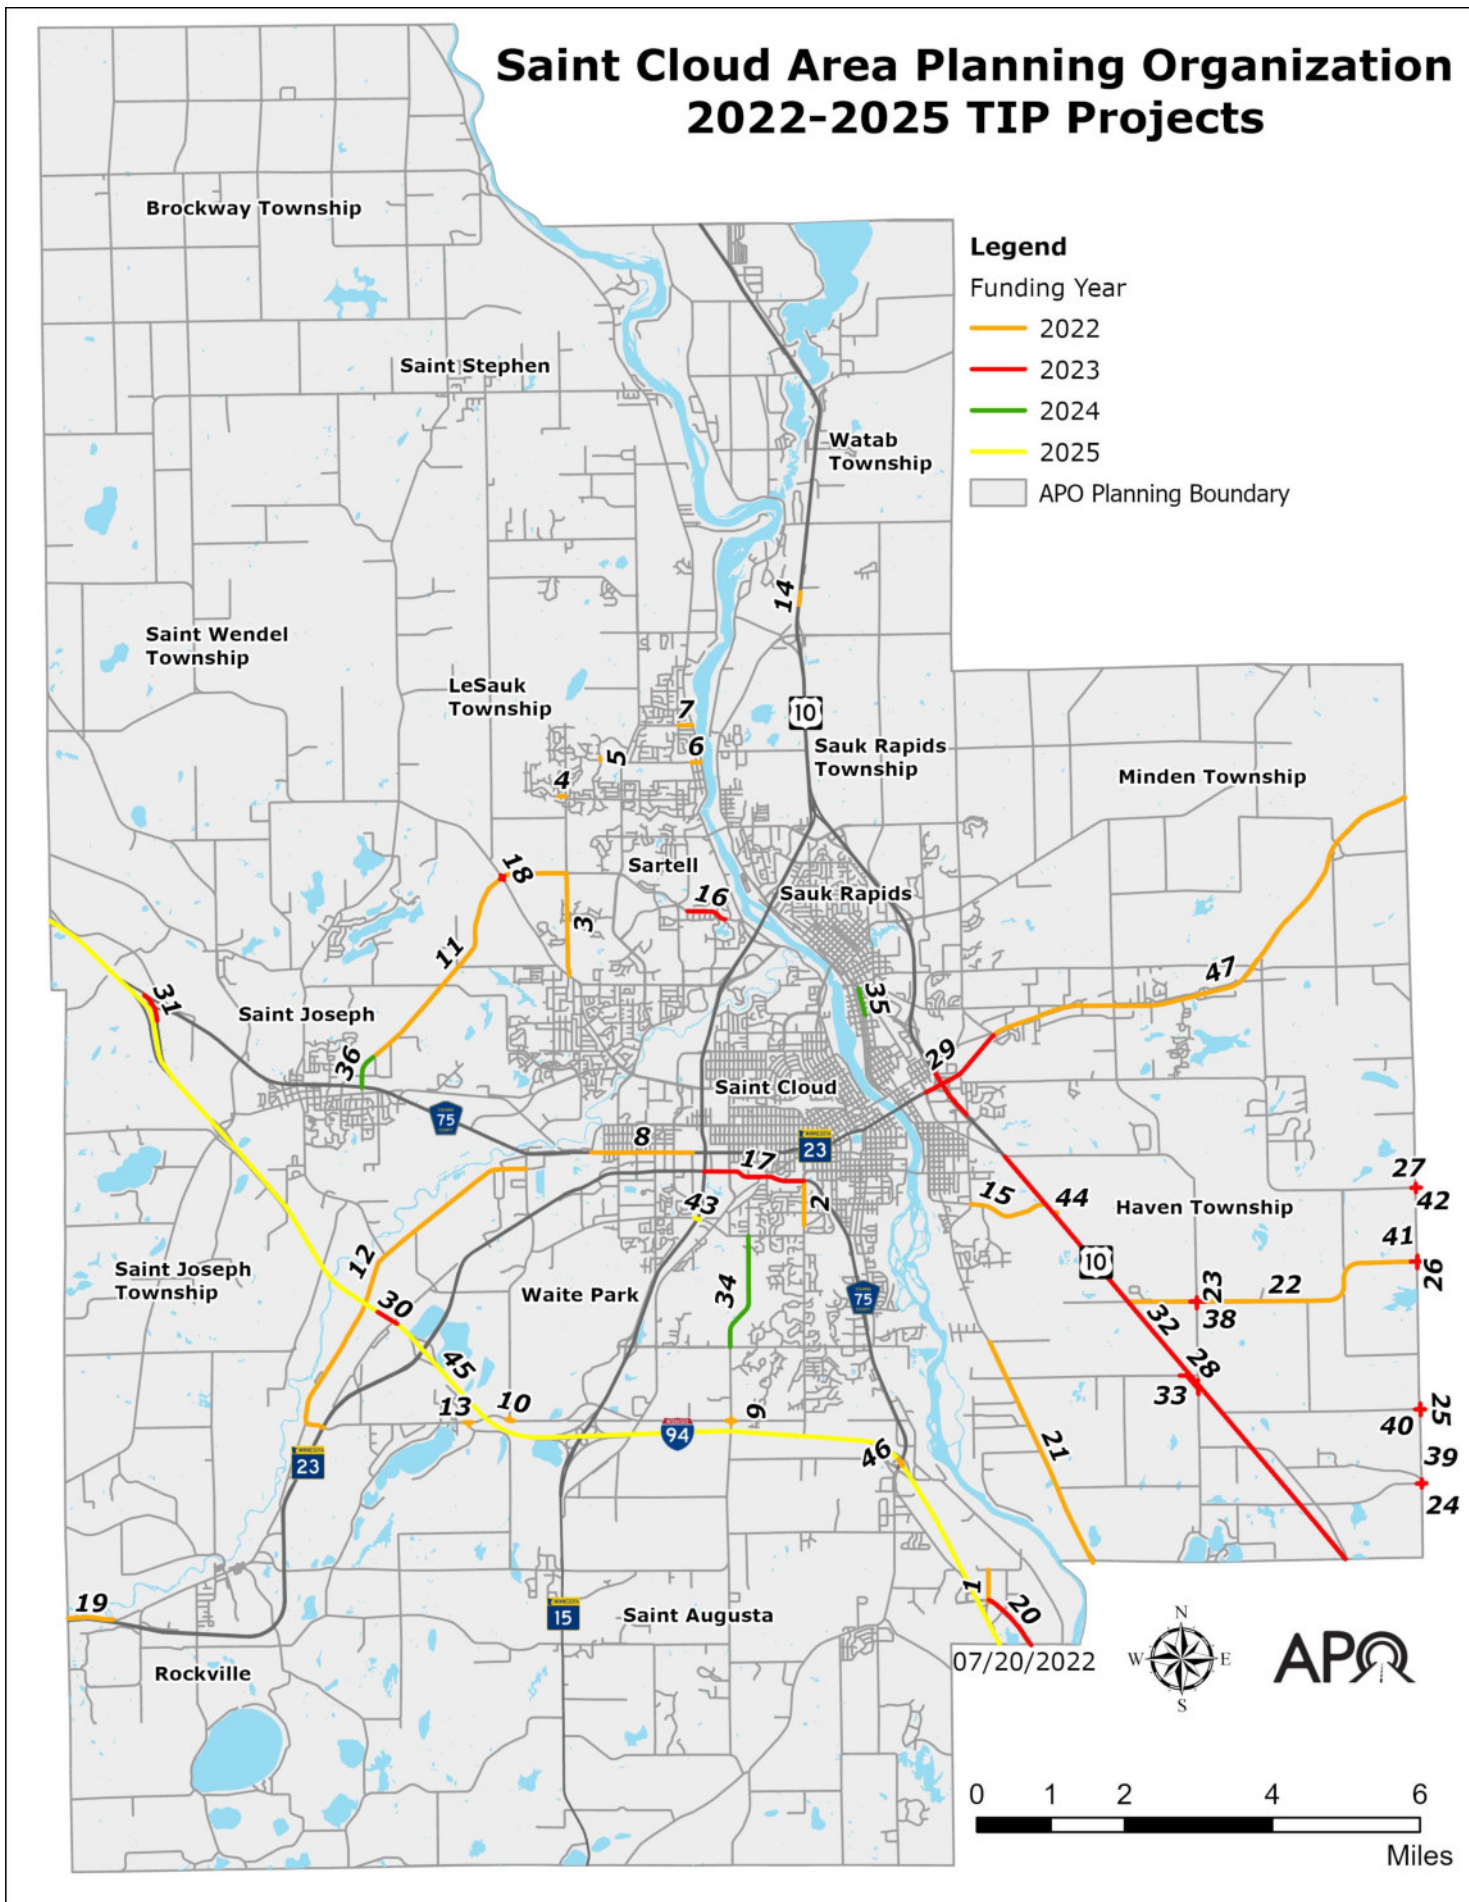 Saint Cloud Area Planning Organization
2022-2025 TIP Projects
Brockway Township
Legend
Funding Year
2022
2023
2024
2025
APO Planning Boundary
Saint Stephen
Watab
Township
14
Saint Wendel
Township
LeSauk
Township
7
10
6
5
Sauk Rapids
Township
4
Minden Township
18
Sartell
16
Sauk Rapids
3
11
47
31
35
Saint Joseph
36
29
Saint Cloud
75
8
23
17
27
42
43
2
15
44
Haven Township
41
12
10
26
Saint Joseph
Township
34
Waite Park
75
23
22
30
32
38
45
28
33
13
10
9
25
40
94
46
21
39
23
24
19
1
20
MINNESOTA
15
Saint Augusta
07/20/2022
N
W
E
S
APO
Rockville
0 1 2 4 6
Miles